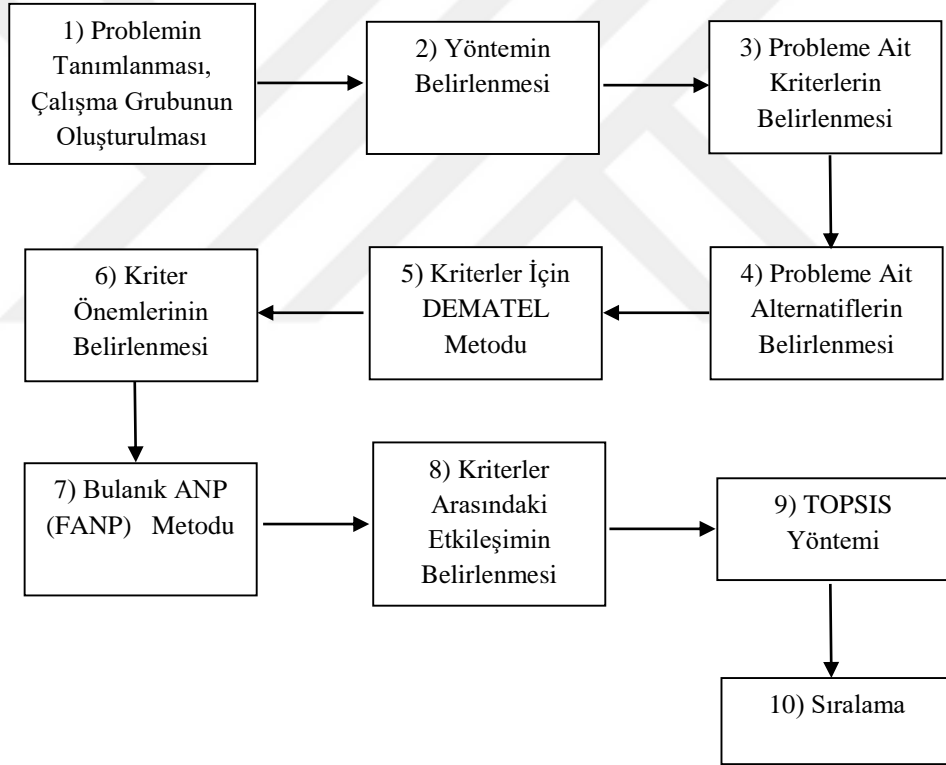 1) Problemin
Tanımlanması,
Çalışma Grubunun
Oluşturulması
2) Yöntemin
Belirlenmesi
3) Probleme Ait
Kriterlerin
Belirlenmesi
4) Probleme Ait
Alternatiflerin
Belirlenmesi
5) Kriterler İçin
DEMATEL
Metodu
6) Kriter
Önemlerinin
Belirlenmesi
7) Bulanık ANP
(FANP) Metodu
8) Kriterler
Arasındaki
Etkileşimin
Belirlenmesi
9) TOPSIS
Yöntemi
10) Sıralama